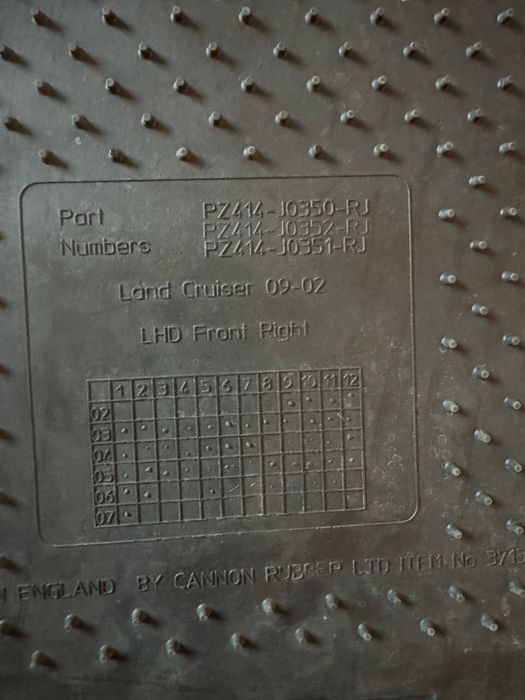 Part PZ414-J0350-RJ
PZ414-J0352-RJ
Numbers PZ414-J0351-RJ
Land Cruiser 09-02
LHD Front Right
1 2 3 4 5 6 7 8 9 10 11 12
02
03
04
05
06
07
N ENGLAND BY CANNON RUBBER LTD ITEM No 371